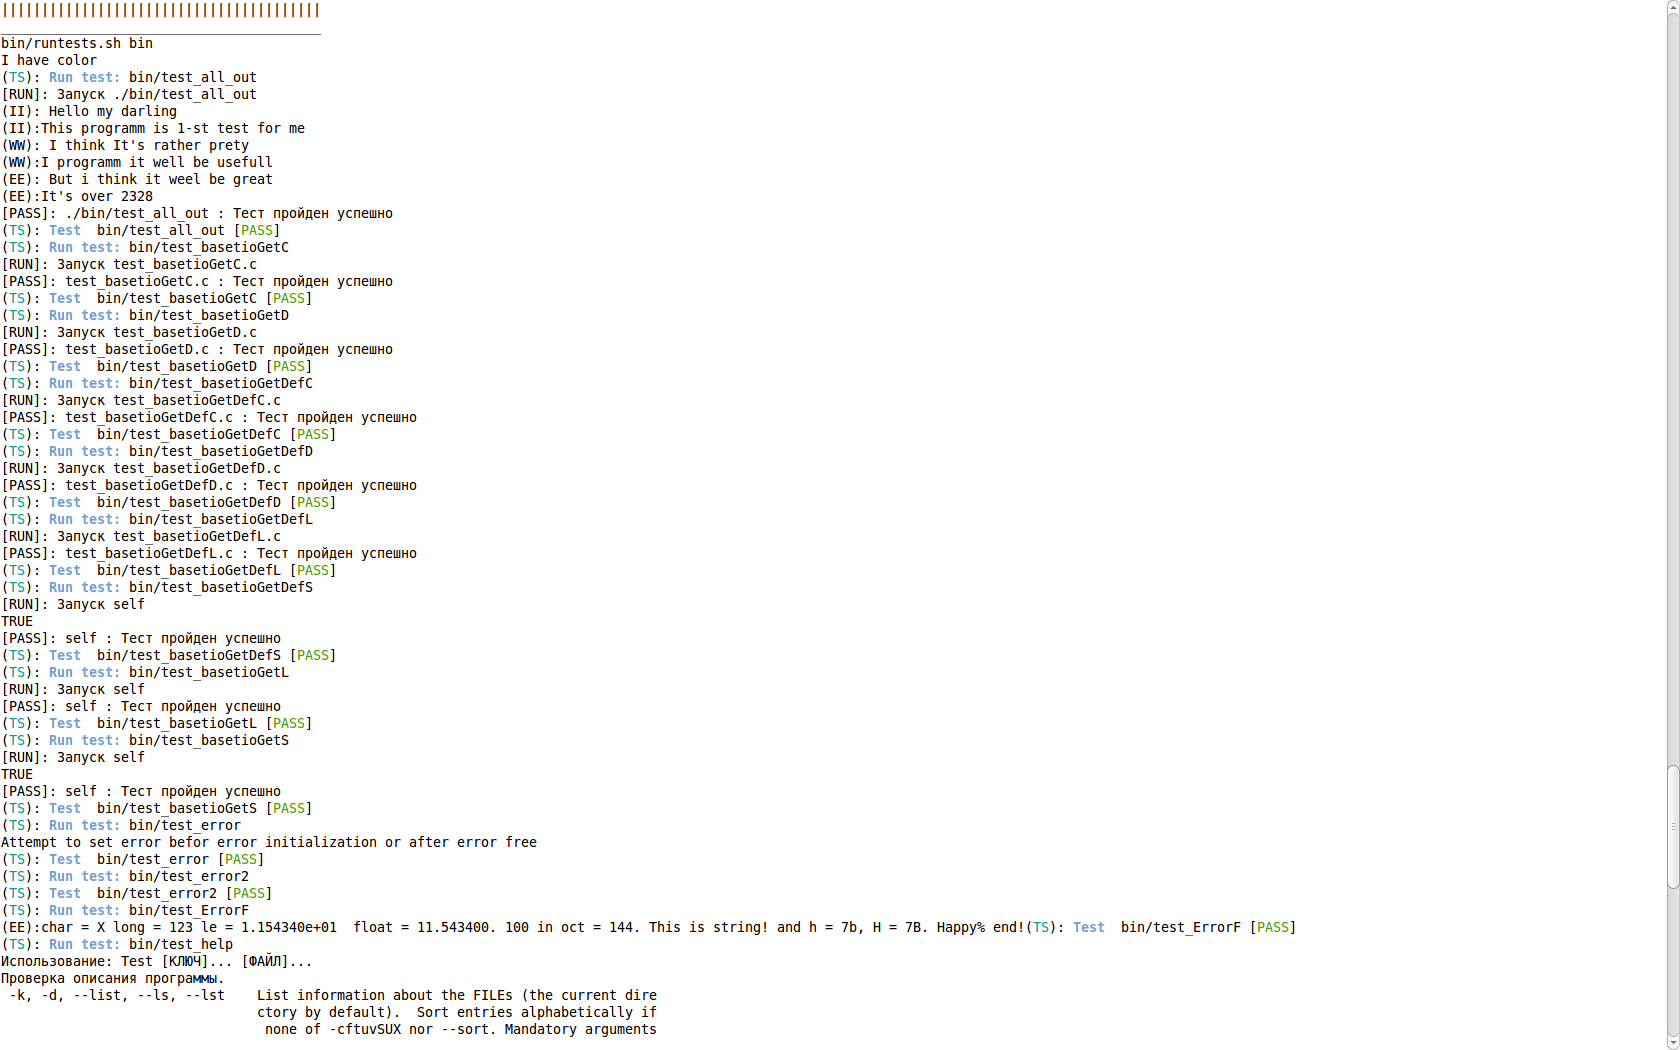 ||||||||||||||||||||||||||||||||||||||||
________________________________________
bin/runtests.sh bin
I have color
(TS): Run test: bin/test_all_out
[RUN]: Запуск ./bin/test_all_out
(II): Hello my darling
(II):This programm is 1-st test for me
(WW): I think It's rather prety
(WW):I programm it well be usefull
(EE): But i think it weel be great
(EE):It's over 2328
[PASS]: ./bin/test_all_out : Тест пройден успешно
(TS): Test  bin/test_all_out [PASS]
(TS): Run test: bin/test_basetioGetC
[RUN]: Запуск test_basetioGetC.c
[PASS]: test_basetioGetC.c : Тест пройден успешно
(TS): Test  bin/test_basetioGetC [PASS]
(TS): Run test: bin/test_basetioGetD
[RUN]: Запуск test_basetioGetD.c
[PASS]: test_basetioGetD.c : Тест пройден успешно
(TS): Test  bin/test_basetioGetD [PASS]
(TS): Run test: bin/test_basetioGetDefC
[RUN]: Запуск test_basetioGetDefC.c
[PASS]: test_basetioGetDefC.c : Тест пройден успешно
(TS): Test  bin/test_basetioGetDefC [PASS]
(TS): Run test: bin/test_basetioGetDefD
[RUN]: Запуск test_basetioGetDefD.c
[PASS]: test_basetioGetDefD.c : Тест пройден успешно
(TS): Test  bin/test_basetioGetDefD [PASS]
(TS): Run test: bin/test_basetioGetDefL
[RUN]: Запуск test_basetioGetDefL.c
[PASS]: test_basetioGetDefL.c : Тест пройден успешно
(TS): Test  bin/test_basetioGetDefL [PASS]
(TS): Run test: bin/test_basetioGetDefS
[RUN]: Запуск self
TRUE
[PASS]: self : Тест пройден успешно
(TS): Test  bin/test_basetioGetDefS [PASS]
(TS): Run test: bin/test_basetioGetL
[RUN]: Запуск self
[PASS]: self : Тест пройден успешно
(TS): Test  bin/test_basetioGetL [PASS]
(TS): Run test: bin/test_basetioGetS
[RUN]: Запуск self
TRUE
[PASS]: self : Тест пройден успешно
(TS): Test  bin/test_basetioGetS [PASS]
(TS): Run test: bin/test_error
Attempt to set error befor error initialization or after error free
(TS): Test  bin/test_error [PASS]
(TS): Run test: bin/test_error2
(TS): Test  bin/test_error2 [PASS]
(TS): Run test: bin/test_ErrorF
(EE):char = X long = 123 le = 1.154340e+01  float = 11.543400. 100 in oct = 144. This is string! and h = 7b, H = 7B. Happy% end!(TS): Test  bin/test_ErrorF [PASS]
(TS): Run test: bin/test_help
Использование: Test [КЛЮЧ]... [ФАЙЛ]...
Проверка описания программы.
 -k, -d, --list, --ls, --lst    List information about the FILEs (the current dire
                                ctory by default).  Sort entries alphabetically if
                                 none of -cftuvSUX nor --sort. Mandatory arguments